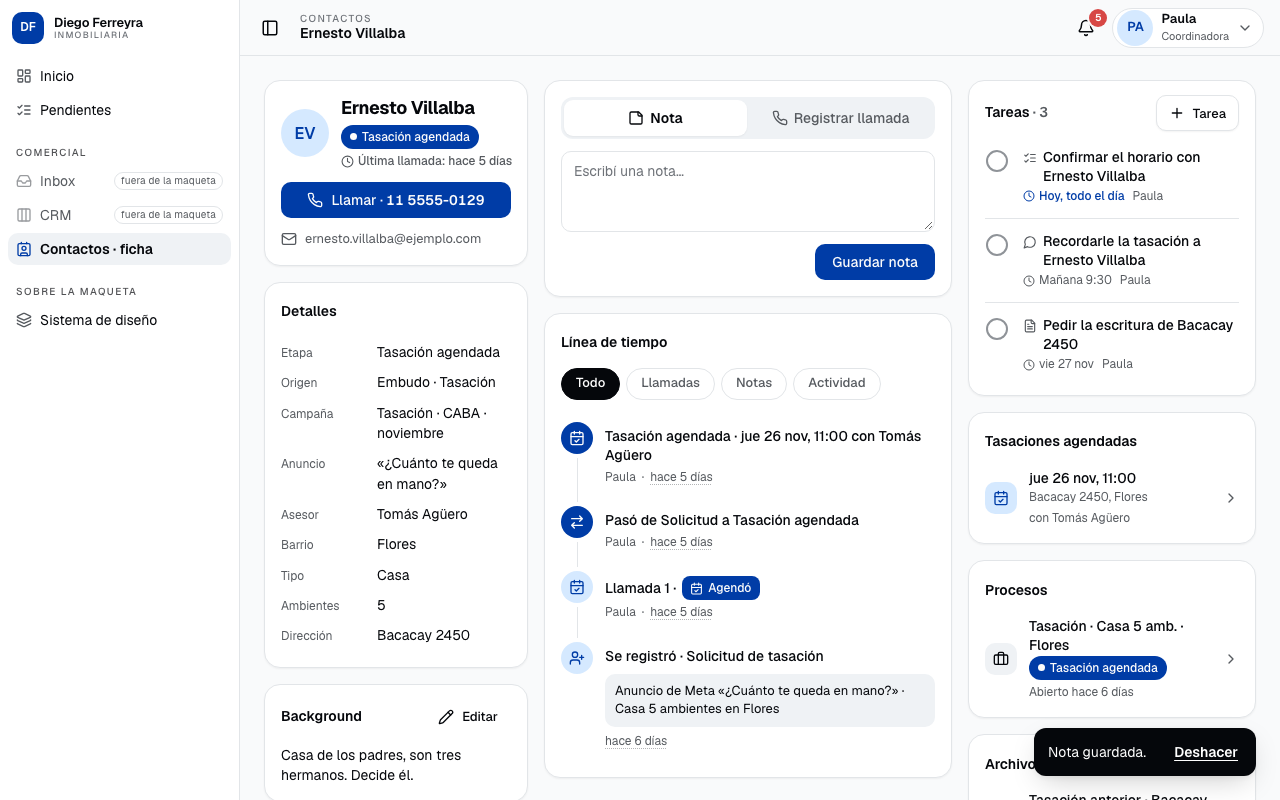 DF
Diego Ferreyra
INMOBILIARIA
Inicio
Pendientes
COMERCIAL
Inbox
fuera de la maqueta
CRM
fuera de la maqueta
Contactos · ficha
SOBRE LA MAQUETA
Sistema de diseño
CONTACTOS
Ernesto Villalba
5
PA
Paula
Coordinadora
EV
Ernesto Villalba
Tasación agendada
Última llamada: hace 5 días
Llamar · 11 5555-0129
ernesto.villalba@ejemplo.com
Detalles
Etapa Tasación agendada
Origen Embudo · Tasación
Campaña Tasación · CABA ·
noviembre
Anuncio «¿Cuánto te queda
en mano?»
Asesor Tomás Agüero
Barrio Flores
Tipo Casa
Ambientes 5
Dirección Bacacay 2450
Background
Editar
Casa de los padres, son tres
hermanos. Decide él.
Nota
Registrar llamada
Escribí una nota...
Guardar nota
Línea de tiempo
Todo Llamadas Notas Actividad
Tasación agendada · jue 26 nov, 11:00 con Tomás
Agüero
Paula · hace 5 días
Pasó de Solicitud a Tasación agendada
Paula · hace 5 días
Llamada 1 · Agendó
Paula · hace 5 días
Se registró · Solicitud de tasación
Anuncio de Meta «¿Cuánto te queda en mano?» ·
Casa 5 ambientes en Flores
hace 6 días
Tareas · 3
Tarea
Confirmar el horario con
Ernesto Villalba
Hoy, todo el día Paula
Recordarle la tasación a
Ernesto Villalba
Mañana 9:30 Paula
Pedir la escritura de Bacacay
2450
vie 27 nov Paula
Tasaciones agendadas
jue 26 nov, 11:00
Bacacay 2450, Flores
con Tomás Agüero
Procesos
Tasación · Casa 5 amb. ·
Flores
Tasación agendada
Abierto hace 6 días
Archivo
Nota guardada. Deshacer
Tasación anterior · Bacacay